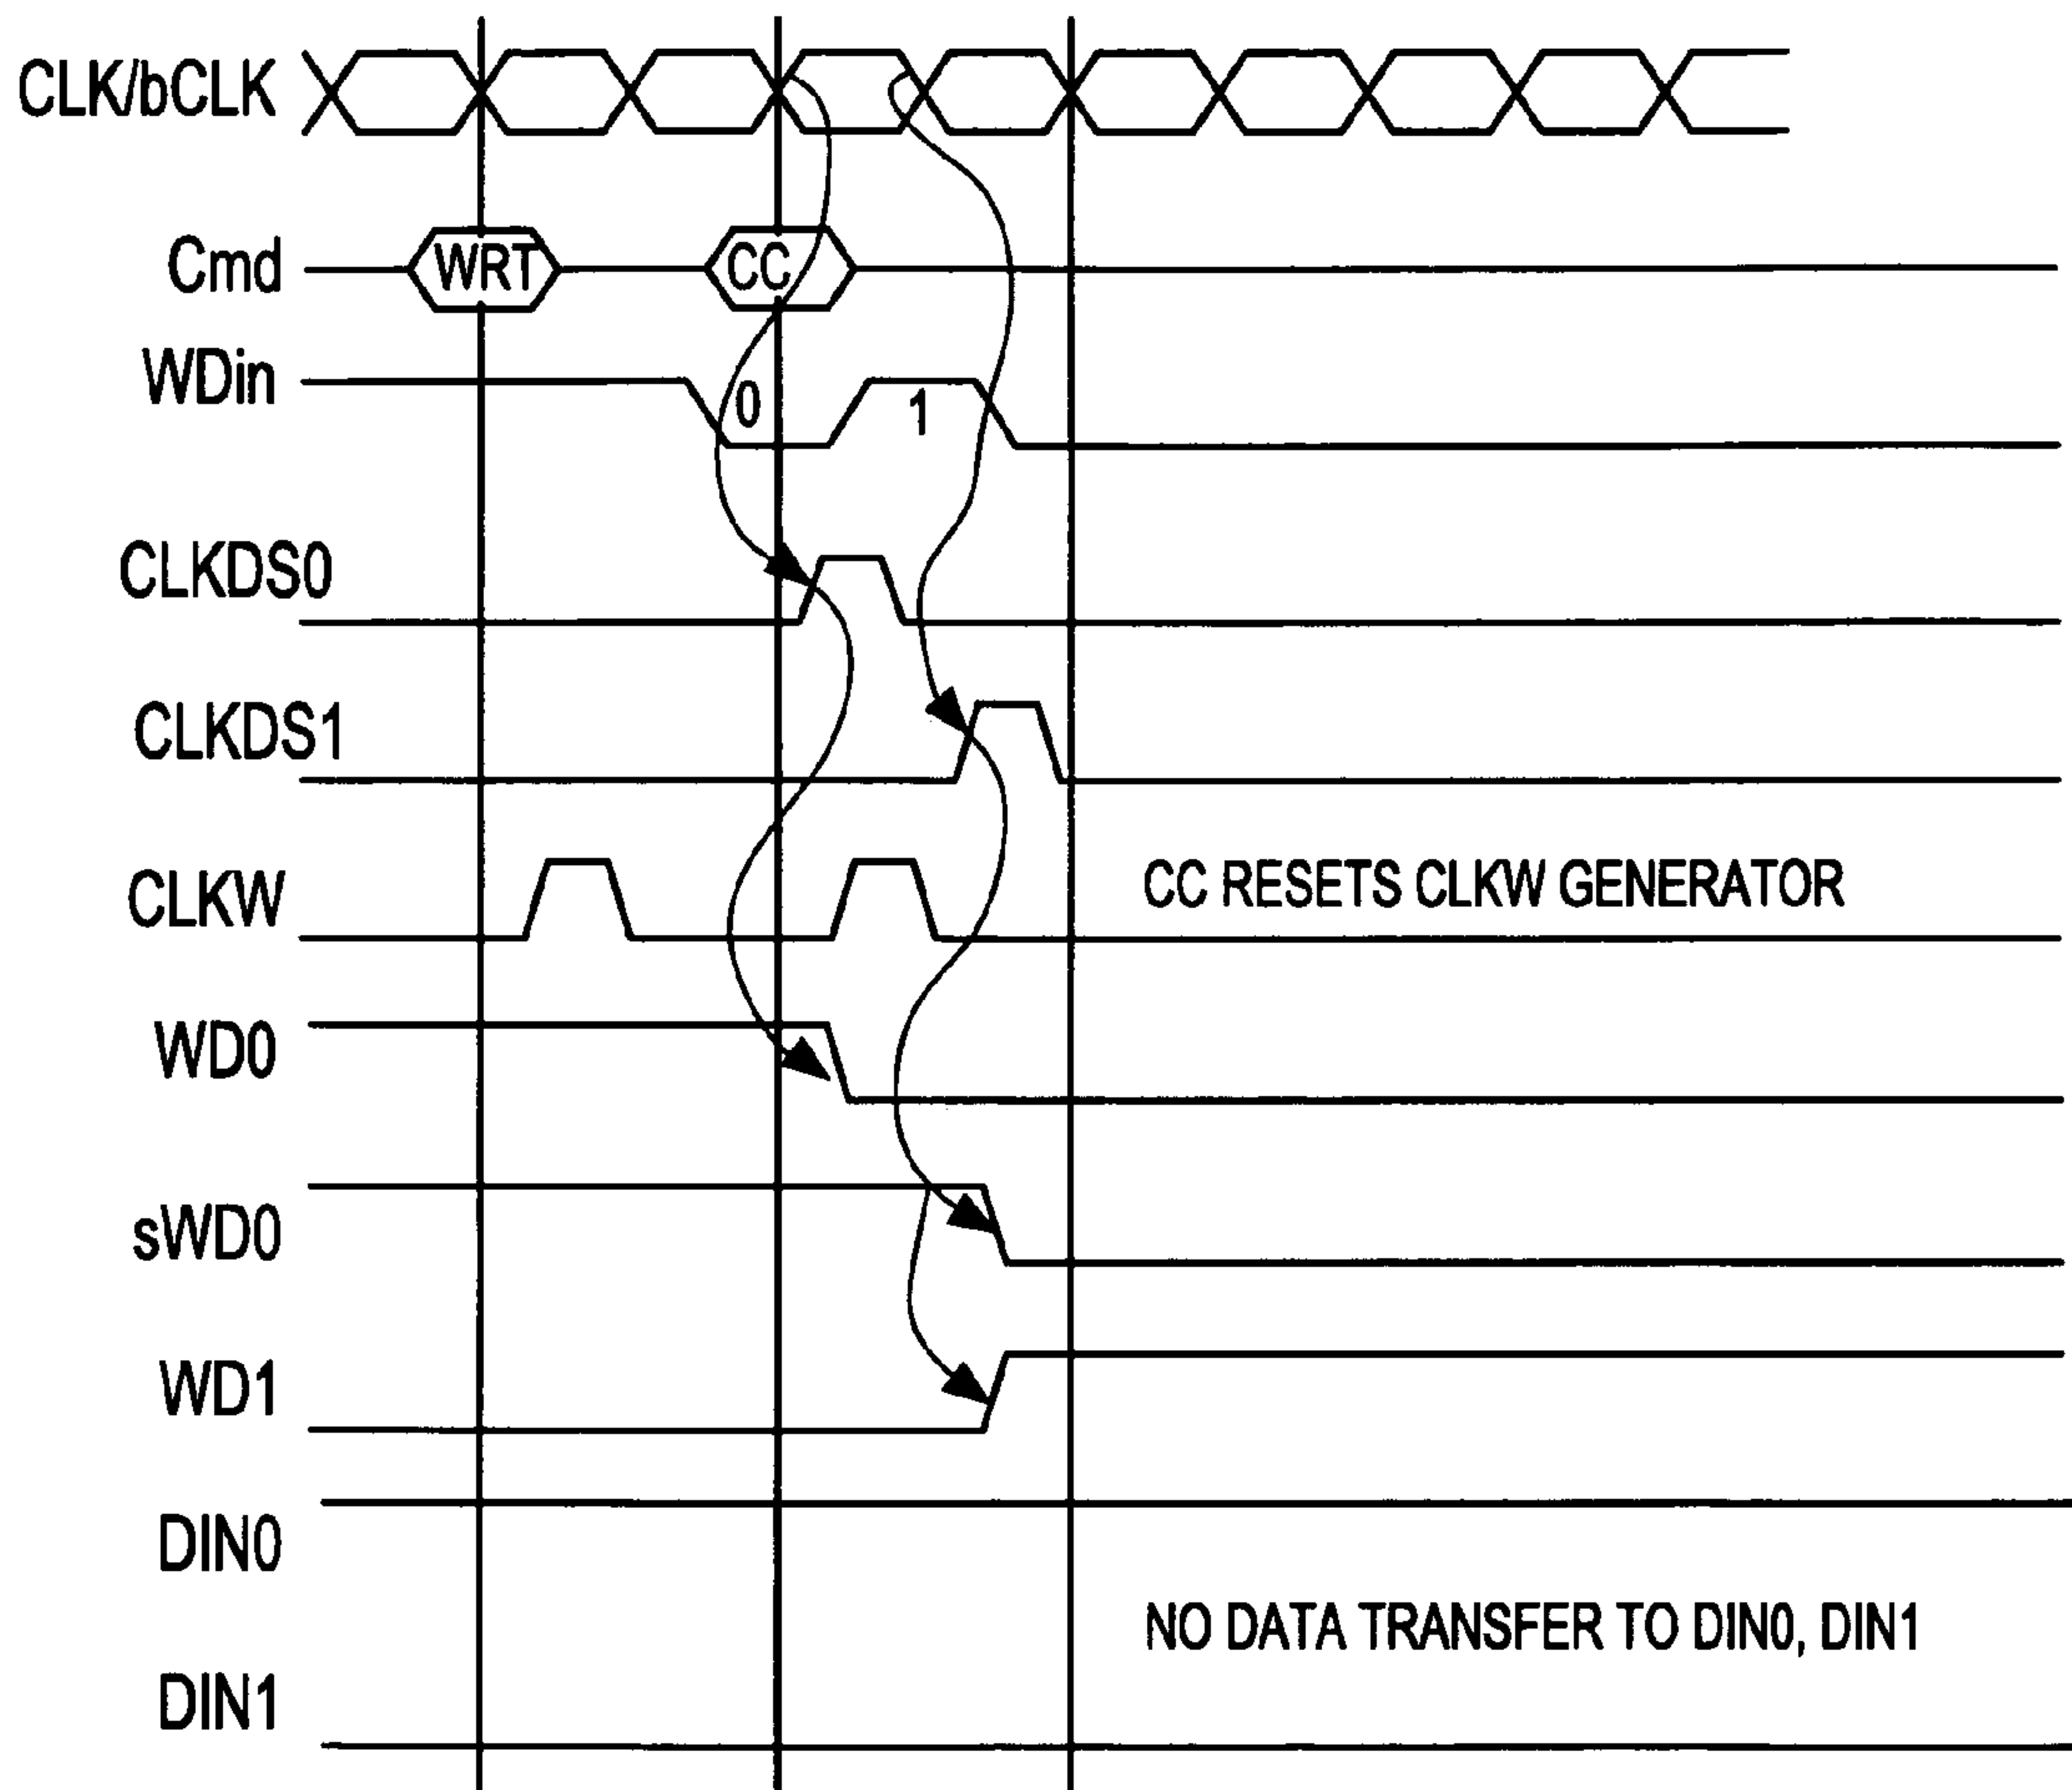 CLK/bCLK
Cmd WRT CC
WDin 0 1
CLKDS0
CLKDS1
CLKW CC RESETS CLKW GENERATOR
WD0
sWD0
WD1
DIN0
NO DATA TRANSFER TO DIN0, DIN1
DIN1